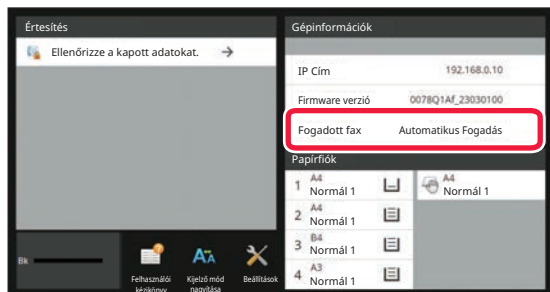 Értesítés
Ellenőrizze a kapott adatokat.
Bk
Felhasználói
kézikönyv
Kijelző mód
nagyítása
Beállítások
Gépinformációk
IP Cím 192.168.0.10
Firmware verzió 0078Q1Af_23030100
Fogadott fax Automatikus Fogadás
Papírfiók
1 A4
Normál 1
A4
Normál 1
2 A4
Normál 1
3 B4
Normál 1
4 A3
Normál 1